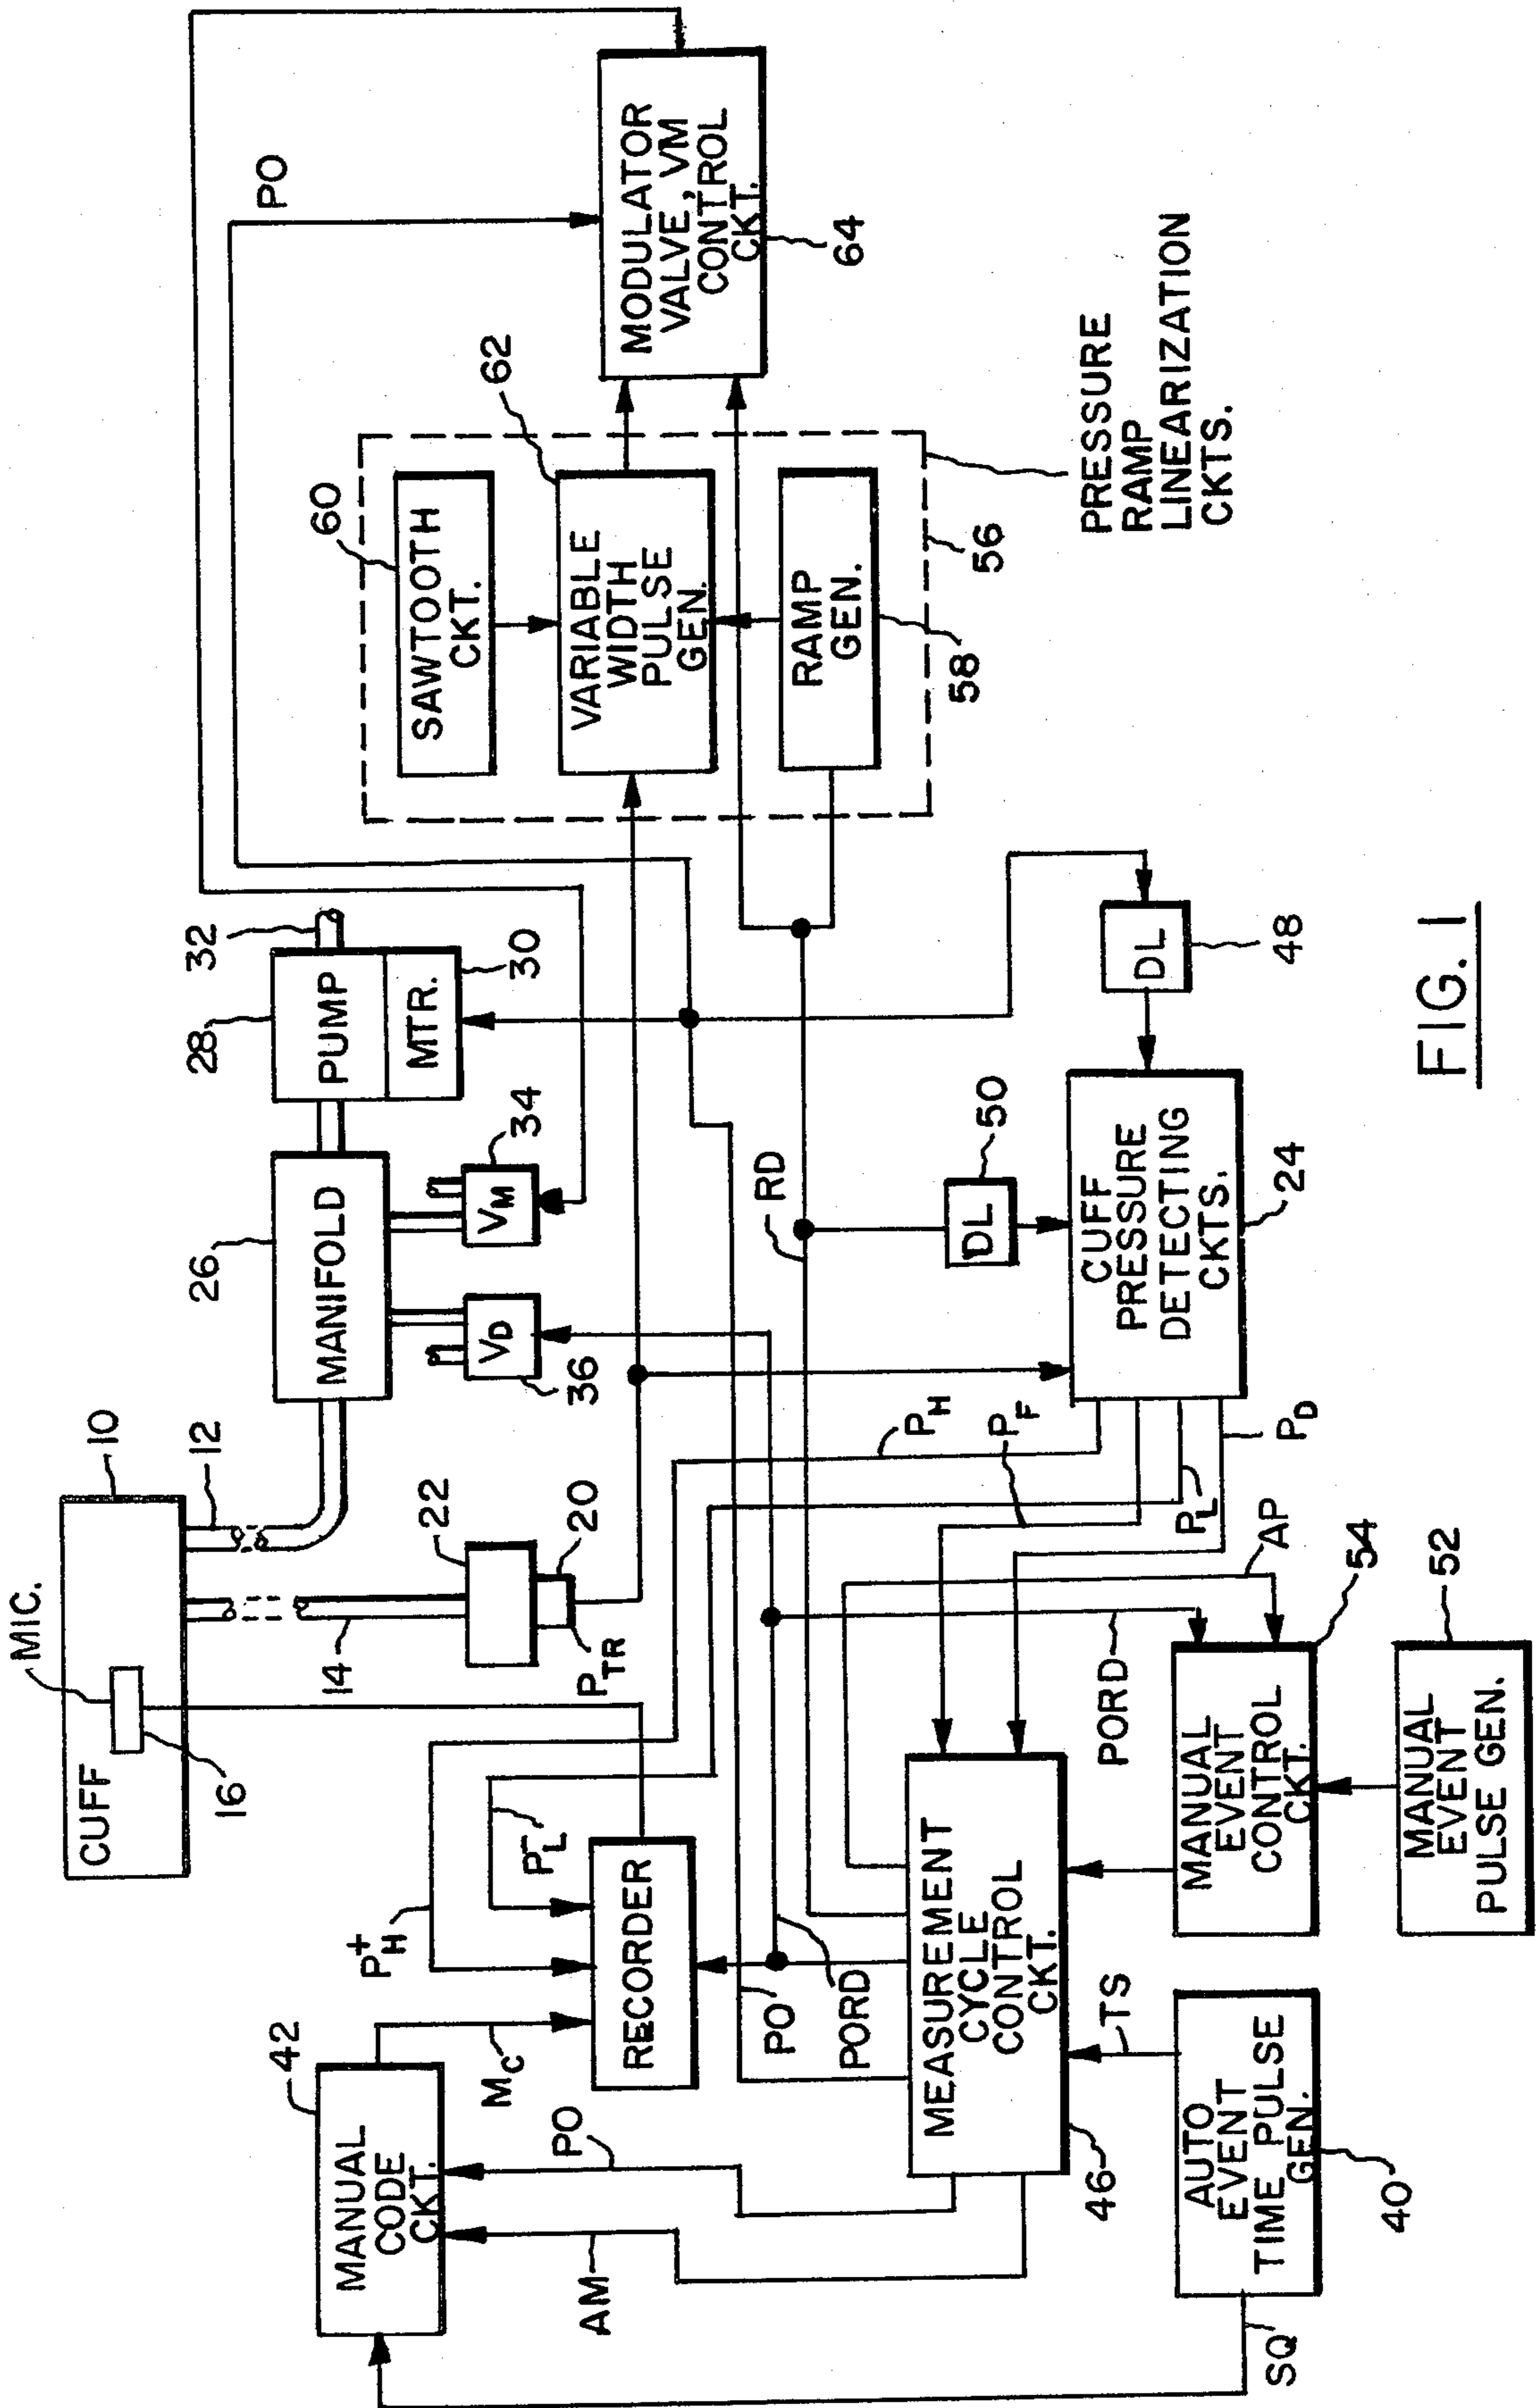 MIC.
CUFF
10
16
12
14
22
20
PTR
26
MANIFOLD
28
PUMP
32
MTR.
30
VM
34
VD
36
PO
MODULATOR
VALVE, VM
CONTROL
CKT.
64
60
SAWTOOTH
CKT.
62
VARIABLE
WIDTH
PULSE
GEN.
RAMP
GEN.
58
56
PRESSURE
RAMP
LINEARIZATION
CKTS.
42
MANUAL
CODE
CKT.
MC
PH+
PL-
RECORDER
PO
AM
PO
PORD
RD
PH
PF
PL
PD
50
DL
DL
48
CUFF
PRESSURE
DETECTING
CKTS.
24
MEASUREMENT
CYCLE
CONTROL
CKT.
46
PORD
AP
MANUAL
EVENT
CONTROL
CKT.
54
MANUAL
EVENT
PULSE GEN.
52
TS
AUTO
EVENT
TIME PULSE
GEN.
40
SQ
FIG. 1